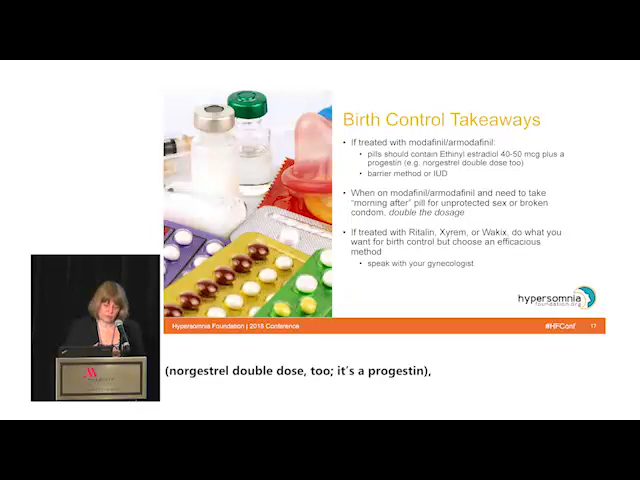 Birth Control Takeaways
• If treated with modafinil/armodafinil:
• pills should contain Ethinyl estradiol 40-50 mcg plus a
progestin (e.g. norgestrel double dose too)
• barrier method or IUD
• When on modafinil/armodafinil and need to take
"morning after" pill for unprotected sex or broken
condom, double the dosage
• If treated with Ritalin, Xyrem, or Wakix, do what you
want for birth control but choose an efficacious
method
• speak with your gynecologist
hypersomnia
foundation.org
Hypersomnia Foundation | 2018 Conference
#HFConf
17
(norgestrel double dose, too; it's a progestin),